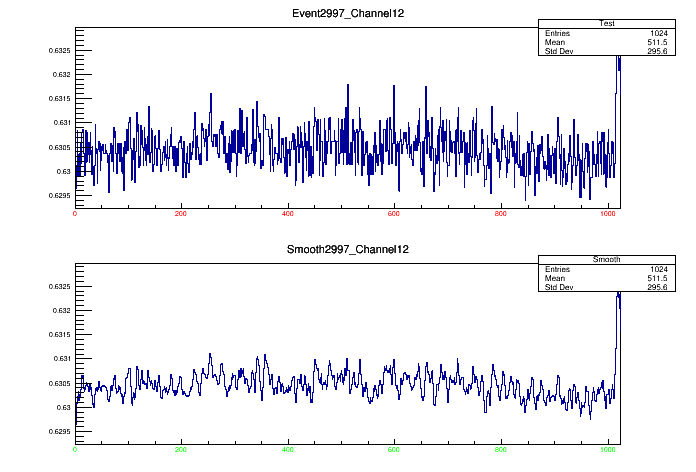 Event2997_Channel12
Test
Entries 1024
Mean 511.5
Std Dev 295.6
0.6325
0.632
0.6315
0.631
0.6305
0.63
0.6295
0 200 400 600 800 1000
Smooth2997_Channel12
Smooth
Entries 1024
Mean 511.5
Std Dev 295.6
0.6325
0.632
0.6315
0.631
0.6305
0.63
0.6295
0 200 400 600 800 1000